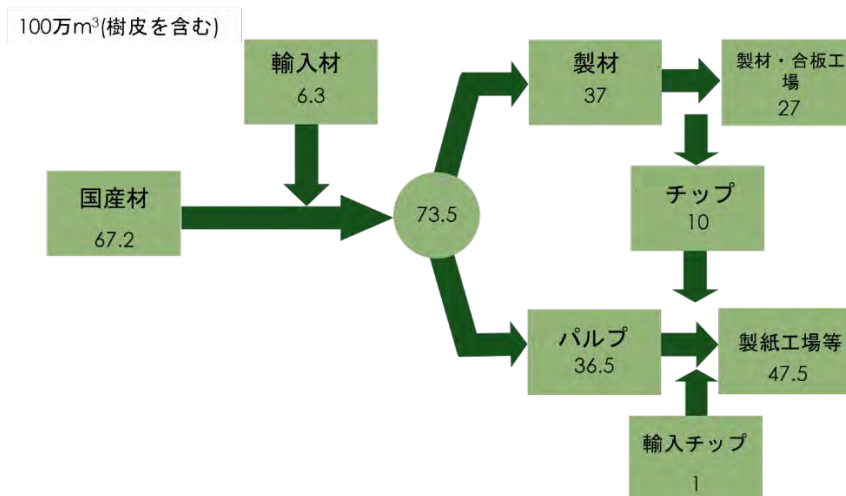 100万m³(樹皮を含む)
輸入材
6.3
国産材
67.2
73.5
製材
37
製材・合板工
場
27
チップ
10
パルプ
36.5
製紙工場等
47.5
輸入チップ
1